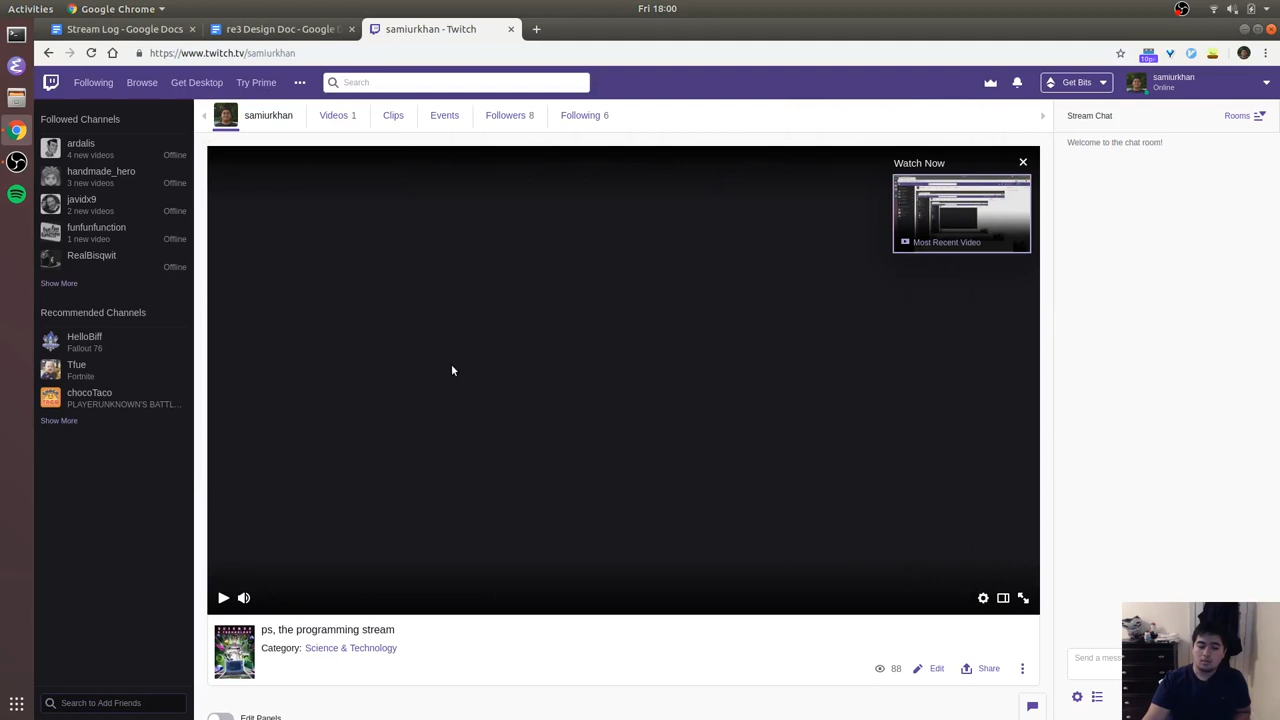 Activities
Google Chrome
Fri 18:00
Stream Log - Google Docs
re3 Design Doc - Google D
samiurkhan - Twitch
https://www.twitch.tv/samiurkhan
10p
Following
Browse
Get Desktop
Try Prime
Search
Get Bits
samiurkhan
Online
Followed Channels
ardalis
4 new videos
Offline
handmade_hero
3 new videos
Offline
javidx9
2 new videos
Offline
funfunfunction
1 new video
Offline
RealBisqwit
Offline
Show More
Recommended Channels
HelloBiff
Fallout 76
Tfue
Fortnite
chocoTaco
PLAYERUNKNOWN'S BATTL...
Show More
Search to Add Friends
samiurkhan
Videos 1
Clips
Events
Followers 8
Following 6
Watch Now
Most Recent Video
ps, the programming stream
Category: Science & Technology
88
Edit
Share
Edit Panels
Stream Chat
Rooms
Welcome to the chat room!
Send a mess